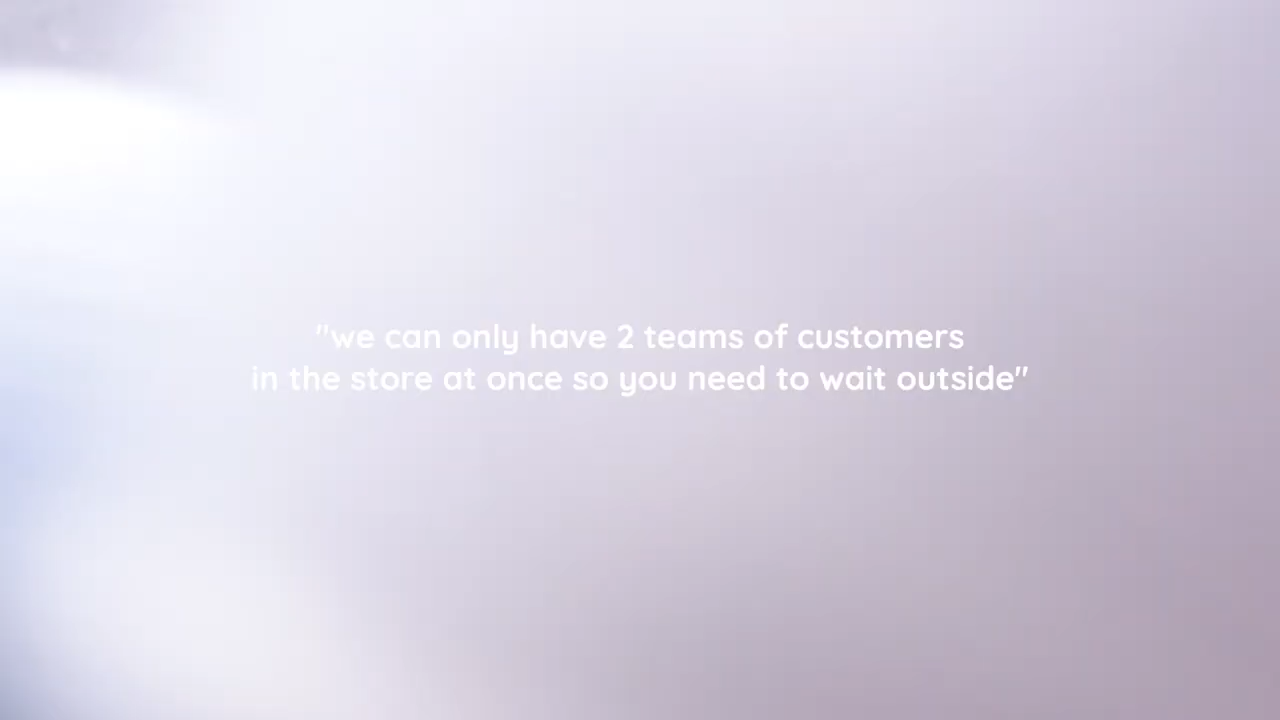 "we can only have 2 teams of customers
in the store at once so you need to wait outside"